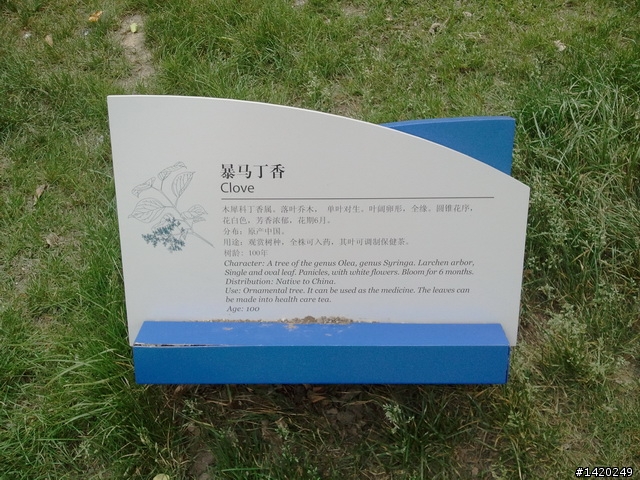 暴马丁香
Clove
木犀科丁香属。落叶乔木， 单叶对生，叶阔卵形，全缘。圆锥花序，
花白色，芳香浓郁，花期6月。
分布：原产中国。
用途：观赏树种，全株可入药，其叶可调制保健茶。
树龄：100年
Character: A tree of the genus Olea, genus Syringa. Larchen arbor,
Single and oval leaf. Panicles, with white flowers. Bloom for 6 months.
Distribution: Native to China.
Use: Ornamental tree. It can be used as the medicine. The leaves can
be made into health care tea.
Age: 100
#1420249